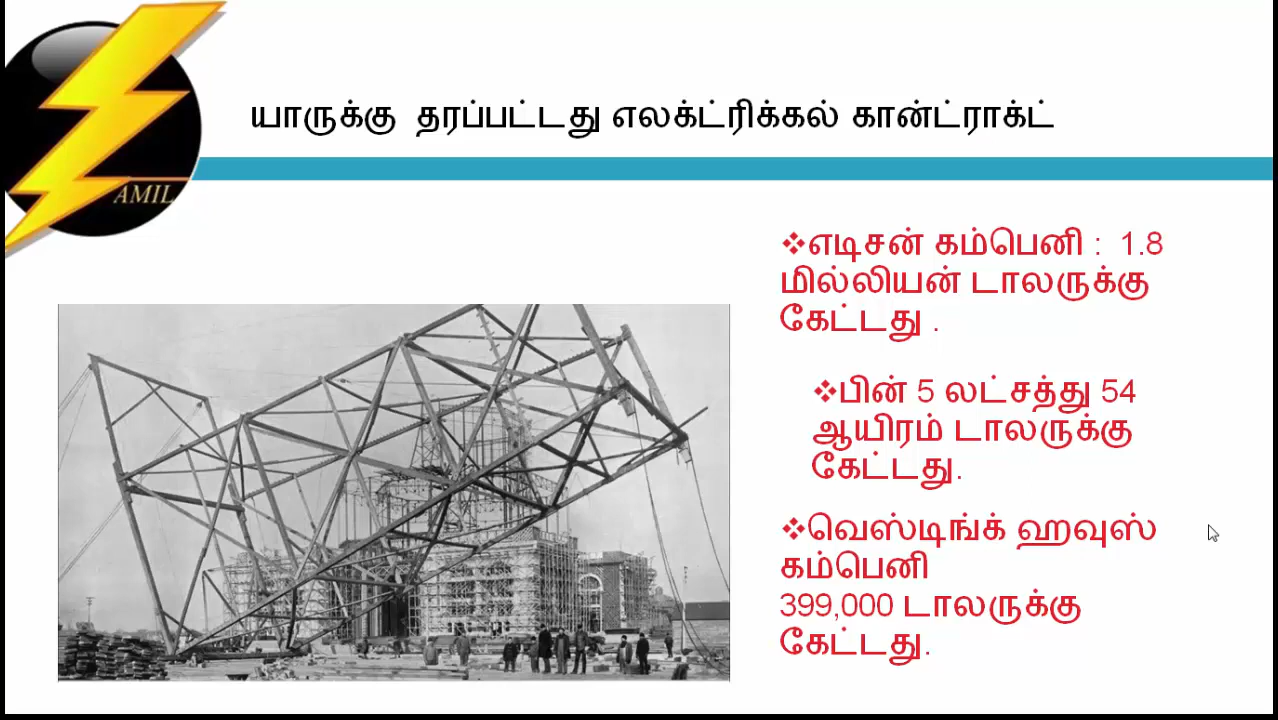 யாருக்கு தரப்பட்டது எலக்ட்ரிக்கல் கான்ட்ராக்ட்
AMIL
❖எடிசன் கம்பெனி : 1.8
மில்லியன் டாலருக்கு
கேட்டது .
❖பின் 5 லட்சத்து 54
ஆயிரம் டாலருக்கு
கேட்டது.
❖வெஸ்டிங்க் ஹவுஸ்
கம்பெனி
399,000 டாலருக்கு
கேட்டது.